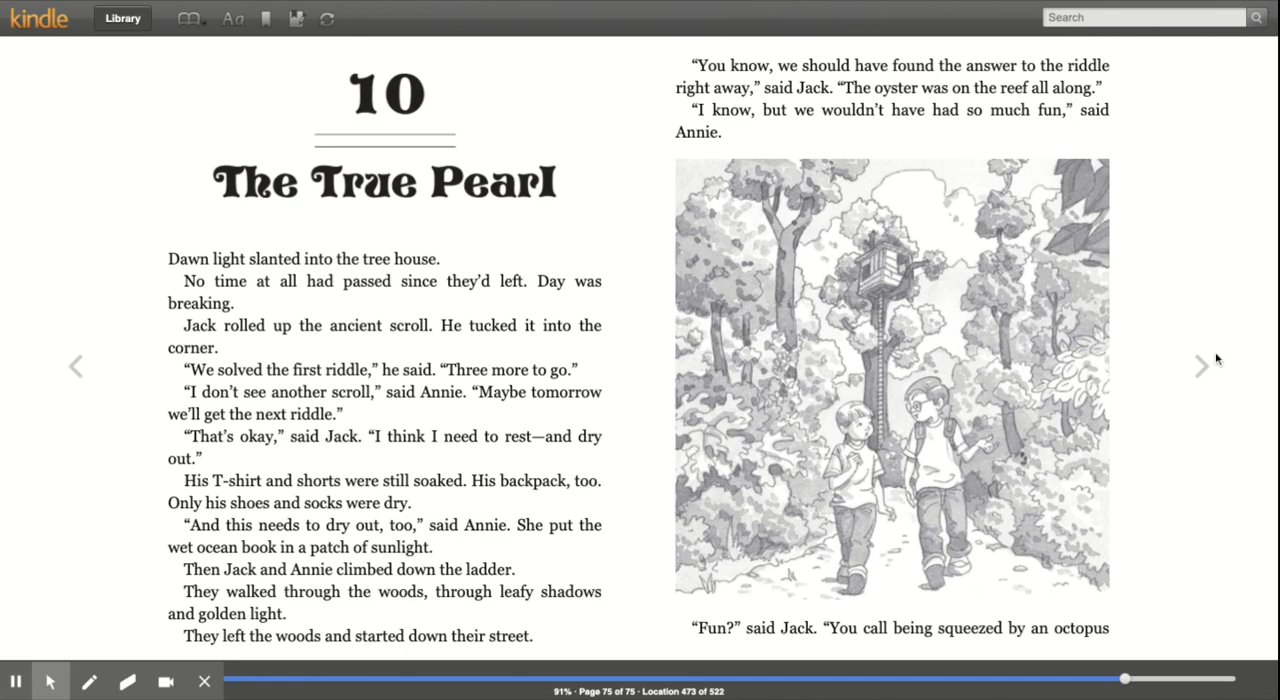 kindle
Library
Aa
Search
10
The True Pearl
Dawn light slanted into the tree house.
No time at all had passed since they’d left. Day was
breaking.
Jack rolled up the ancient scroll. He tucked it into the
corner.
“We solved the first riddle,” he said. “Three more to go.”
“I don’t see another scroll,” said Annie. “Maybe tomorrow
we’ll get the next riddle.”
“That’s okay,” said Jack. “I think I need to rest—and dry
out.”
His T-shirt and shorts were still soaked. His backpack, too.
Only his shoes and socks were dry.
“And this needs to dry out, too,” said Annie. She put the
wet ocean book in a patch of sunlight.
Then Jack and Annie climbed down the ladder.
They walked through the woods, through leafy shadows
and golden light.
They left the woods and started down their street.
“You know, we should have found the answer to the riddle
right away,” said Jack. “The oyster was on the reef all along.”
“I know, but we wouldn’t have had so much fun,” said
Annie.
“Fun?” said Jack. “You call being squeezed by an octopus
91% · Page 75 of 75 · Location 473 of 522